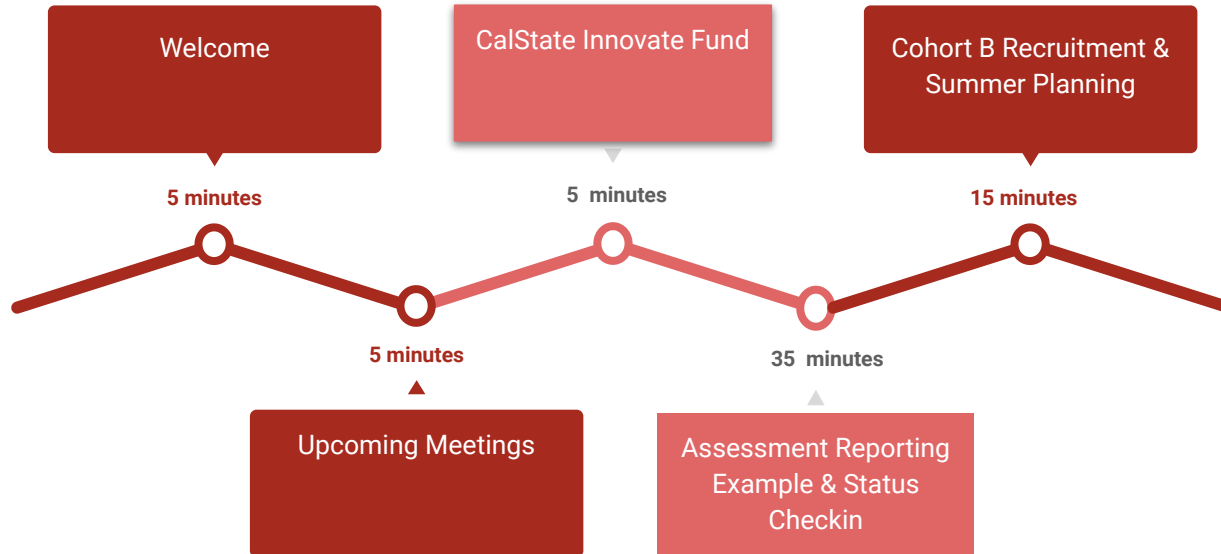 Welcome
5 minutes
5 minutes
Upcoming Meetings
CalState Innovate Fund
5 minutes
35 minutes
Assessment Reporting
Example & Status
Checkin
Cohort B Recruitment &
Summer Planning
15 minutes